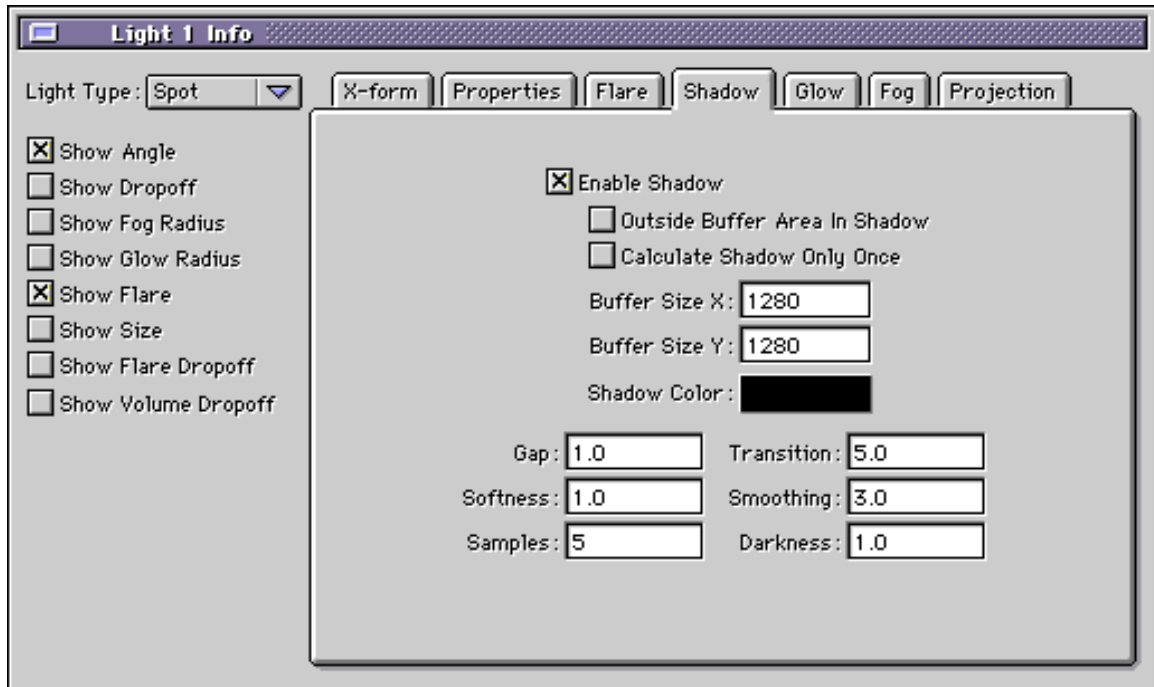 Light 1 Info
Light Type: Spot
X-form Properties Flare Shadow Glow Fog Projection
Show Angle
Show Dropoff
Show Fog Radius
Show Glow Radius
Show Flare
Show Size
Show Flare Dropoff
Show Volume Dropoff
Enable Shadow
Outside Buffer Area In Shadow
Calculate Shadow Only Once
Buffer Size X: 1280
Buffer Size Y: 1280
Shadow Color:
Gap: 1.0 Transition: 5.0
Softness: 1.0 Smoothing: 3.0
Samples: 5 Darkness: 1.0